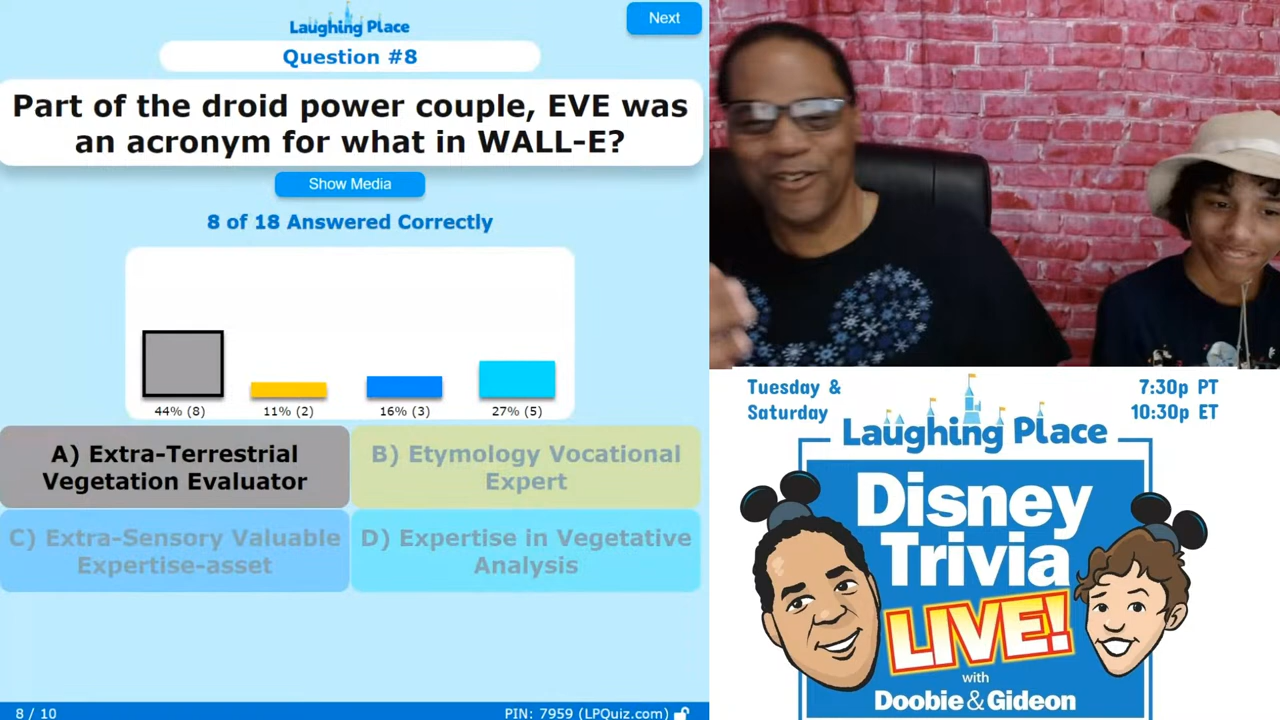 Laughing Place
Next
Question #8
Part of the droid power couple, EVE was
an acronym for what in WALL-E?
Show Media
8 of 18 Answered Correctly
44% (8)
11% (2)
16% (3)
27% (5)
A) Extra-Terrestrial
Vegetation Evaluator
B) Etymology Vocational
Expert
C) Extra-Sensory Valuable
Expertise-asset
D) Expertise in Vegetative
Analysis
8 / 10
PIN: 7959 (LPQuiz.com)
Tuesday &
Saturday
7:30p PT
10:30p ET
Laughing Place
Disney
Trivia
LIVE!
with
Doobie & Gideon